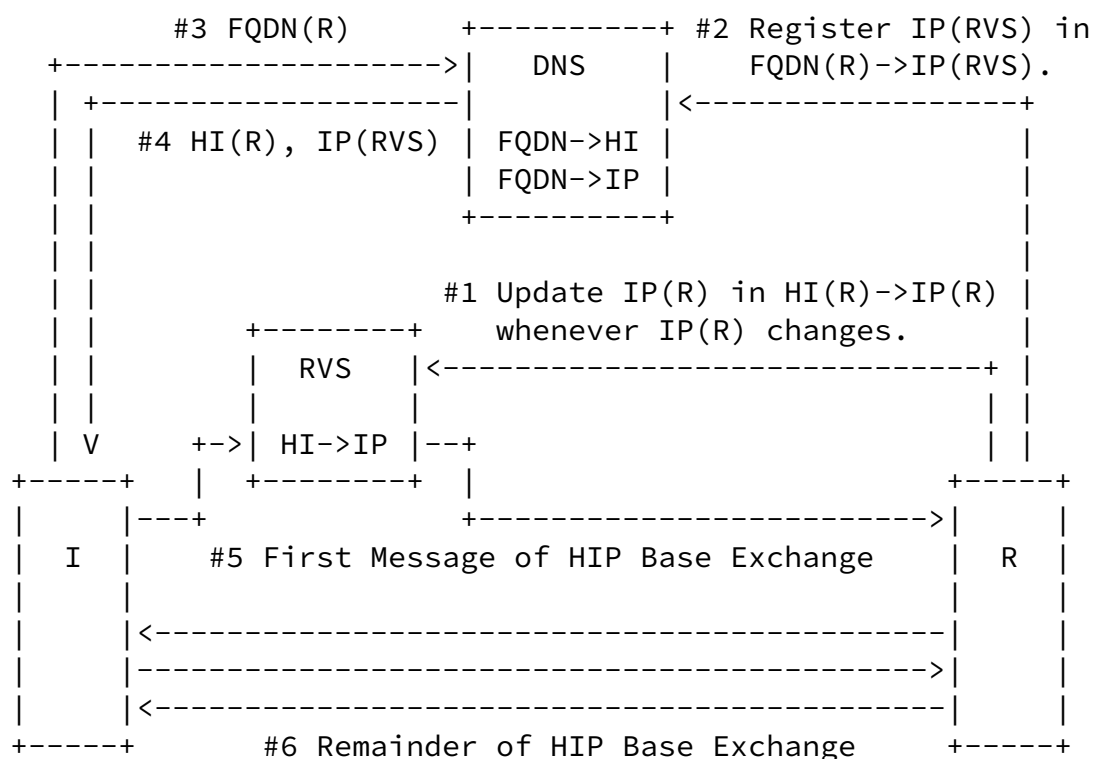 #3 FQDN(R)
#2 Register IP(RVS) in
DNS
FQDN(R)->IP(RVS).
#4 HI(R), IP(RVS)
FQDN->HI
FQDN->IP
#1 Update IP(R) in HI(R)->IP(R)
whenever IP(R) changes.
RVS
V
HI->IP
I
#5 First Message of HIP Base Exchange
R
#6 Remainder of HIP Base Exchange